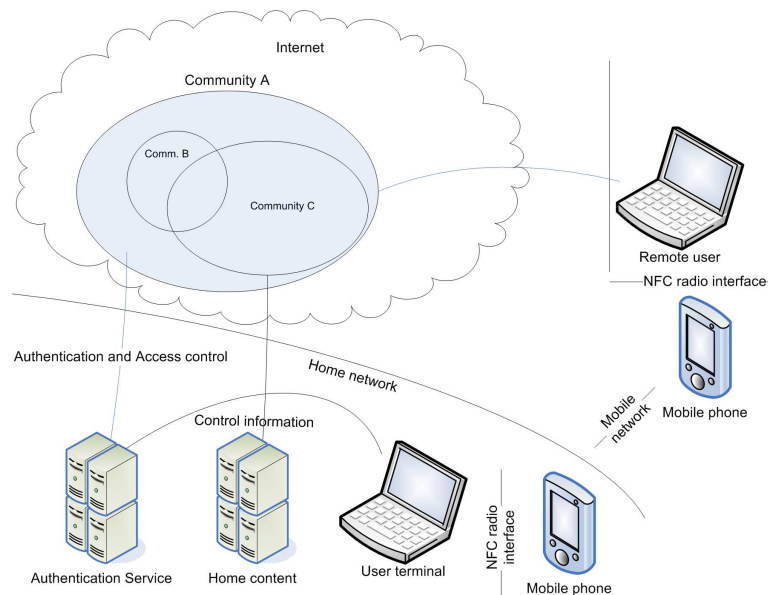 Internet
Community A
Comm. B
Community C
Remote user
NFC radio interface
Mobile phone
Mobile
network
Authentication and Access control
Home network
Control information
Authentication Service
Home content
User terminal
NFC radio
interface
Mobile phone